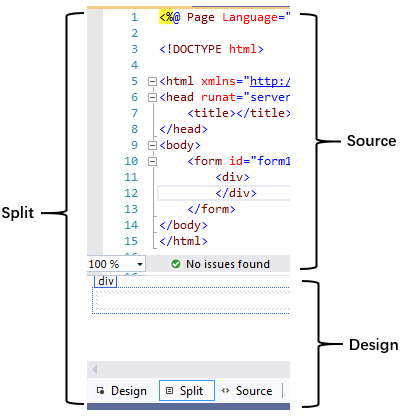 1 <%@ Page Language="
2
3 <!DOCTYPE html>
4
5 <html xmlns="http:/
6 <head runat="server
7 <title></title>
8 </head>
9 <body>
10 <form id="form1
11 <div>
12 </div>
13 </form>
14 </body>
15 </html>
Split
Source
100 % No issues found
div
Design
Design Split Source